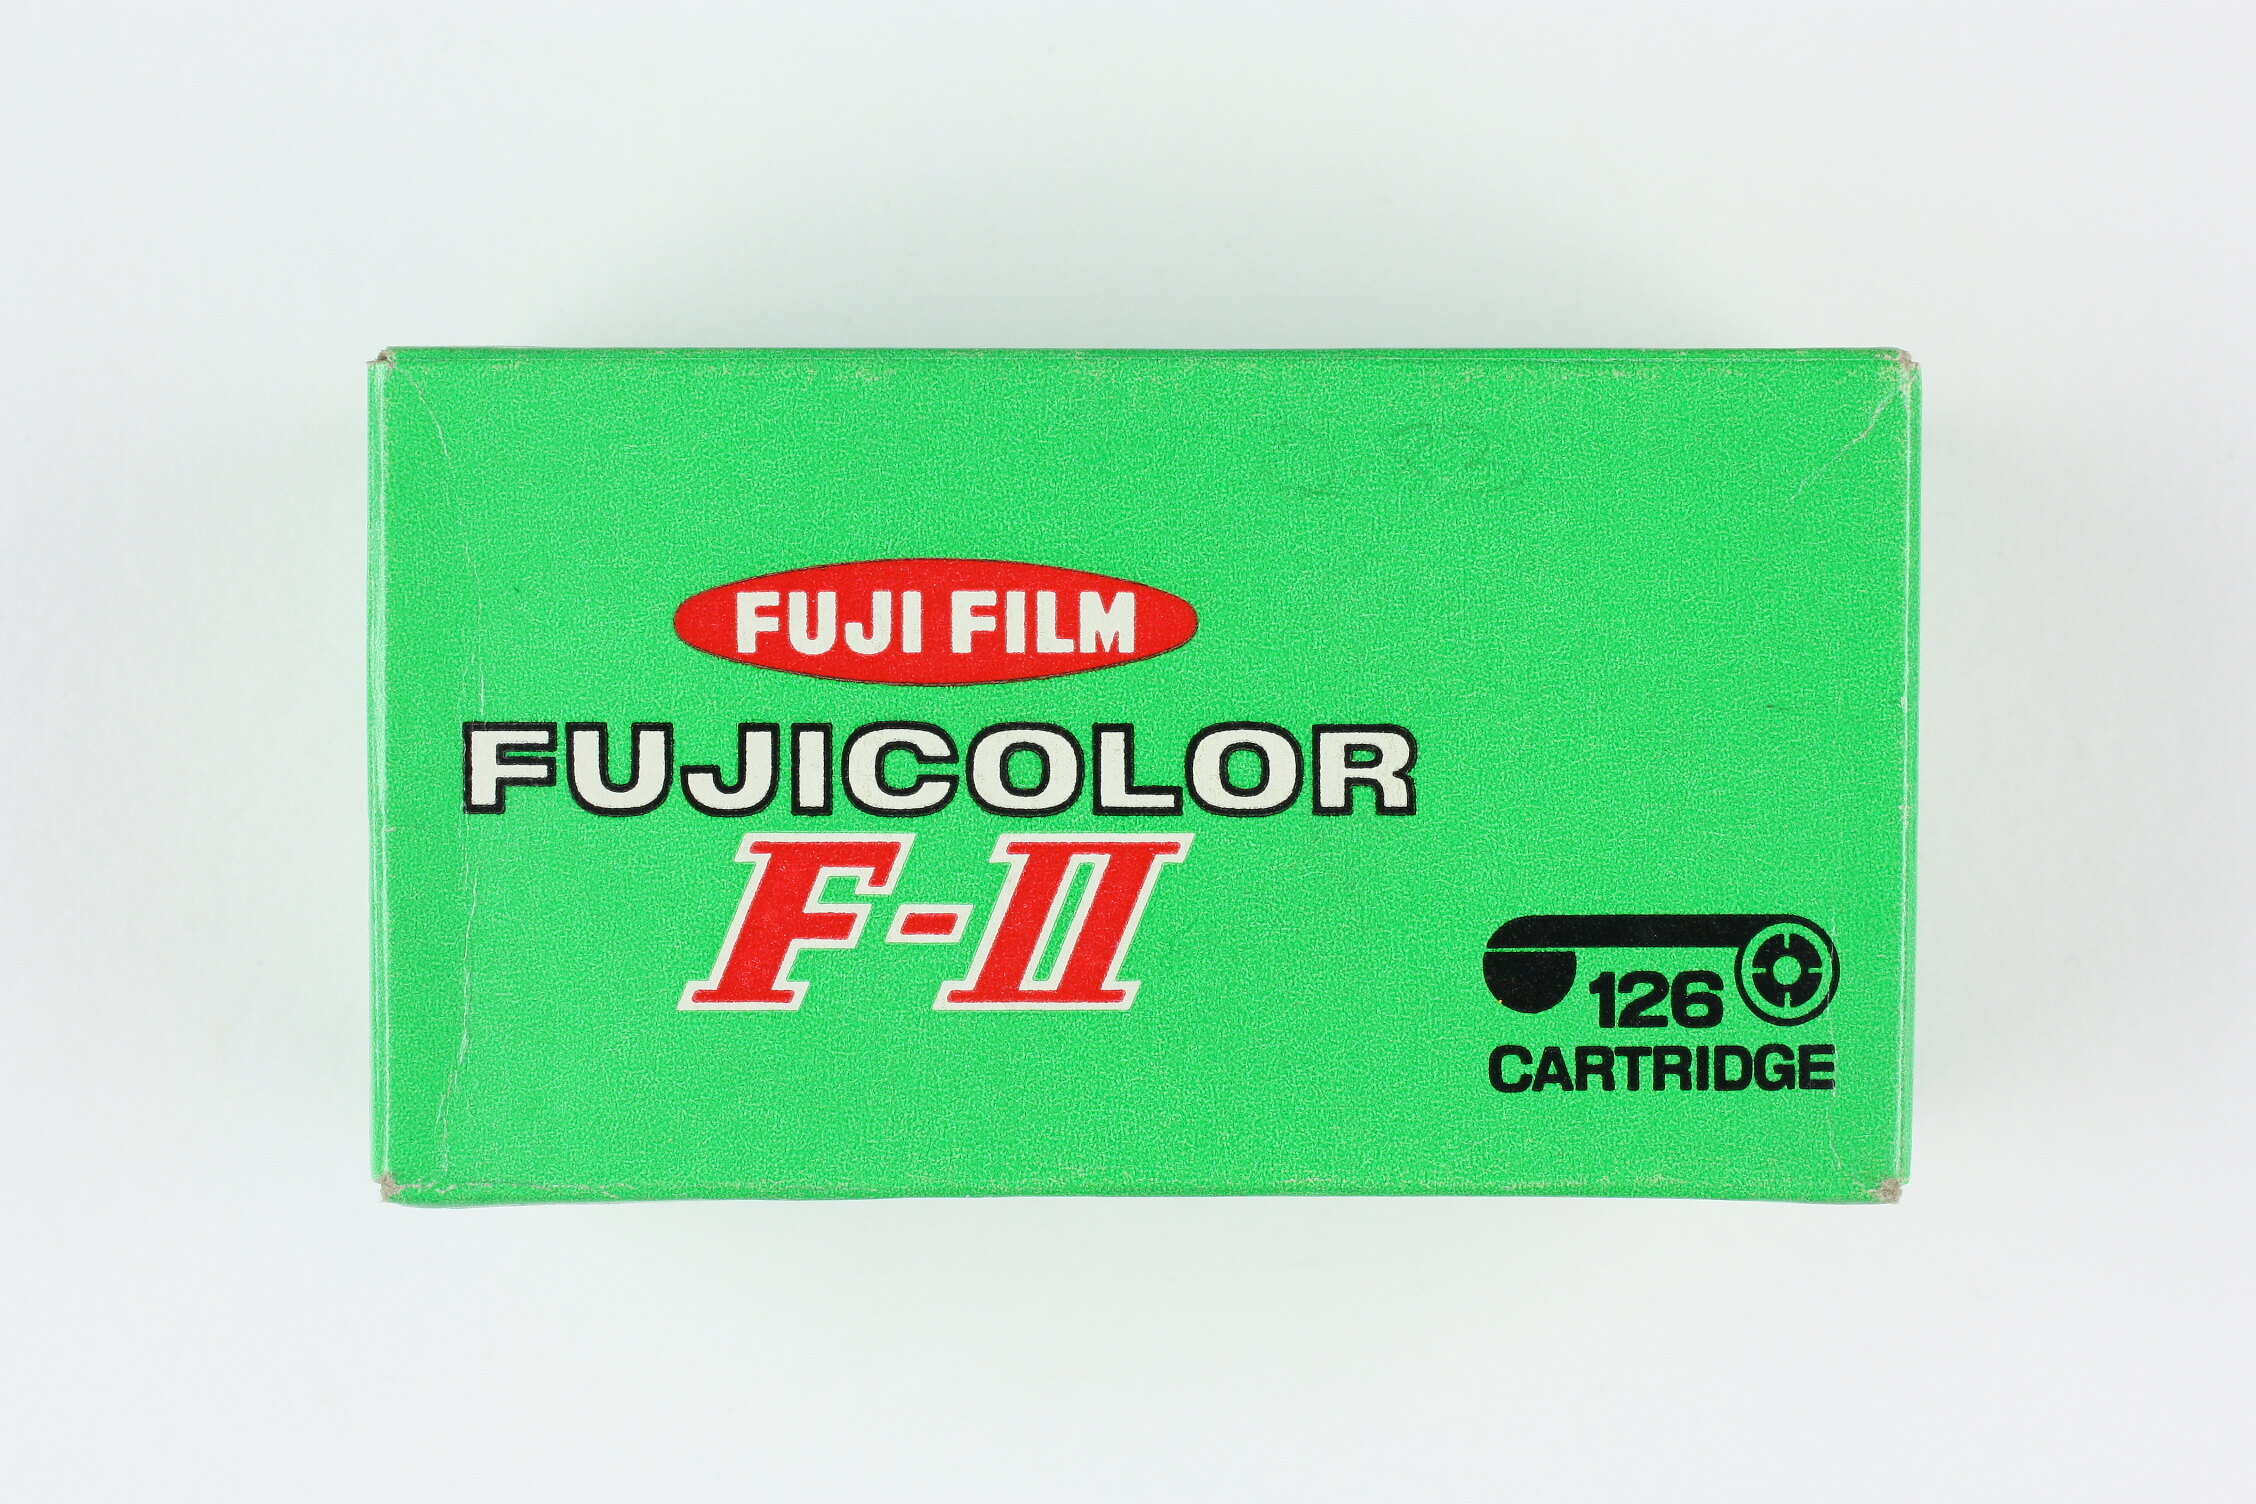 FUJI FILM
FUJICOLOR
F-II
126
CARTRIDGE